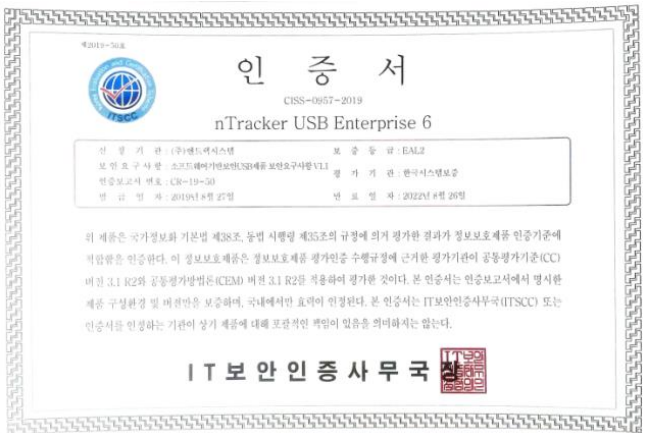 제2019-50호
인 증 서
CISS-0957-2019
nTracker USB Enterprise 6
ITSCC
신 청 기 관 : (주)앤드랙시스템
보 증 등 급 : EAL2
보안요구사항 : 소프트웨어기반보안USB제품 보안요구사항 V1.1
평 가 기 관 : 한국시스템보증
인증보고서 번호 : CR-19-50
발 급 일 자 : 2019년 8월 27일
만 료 일 자 : 2022년 8월 26일
위 제품은 국가정보화 기본법 제38조, 동법 시행령 제35조의 규정에 의거 평가한 결과가 정보보호제품 인증기준에
적합함을 인증한다. 이 정보보호제품은 정보보호제품 평가인증 수행규정에 근거한 평가기관이 공통평가기준(CC)
버전 3.1 R2와 공통평가방법론(CEM) 버전 3.1 R2를 적용하여 평가한 것이다. 본 인증서는 인증보고서에서 명시한
제품 구성환경 및 버전만을 보증하며, 국내에서만 효력이 인정된다. 본 인증서는 IT보안인증사무국(ITSCC) 또는
인증서를 인정하는 기관이 상기 제품에 대해 포괄적인 책임이 있음을 의미하지는 않는다.
IT보안인증사무국장